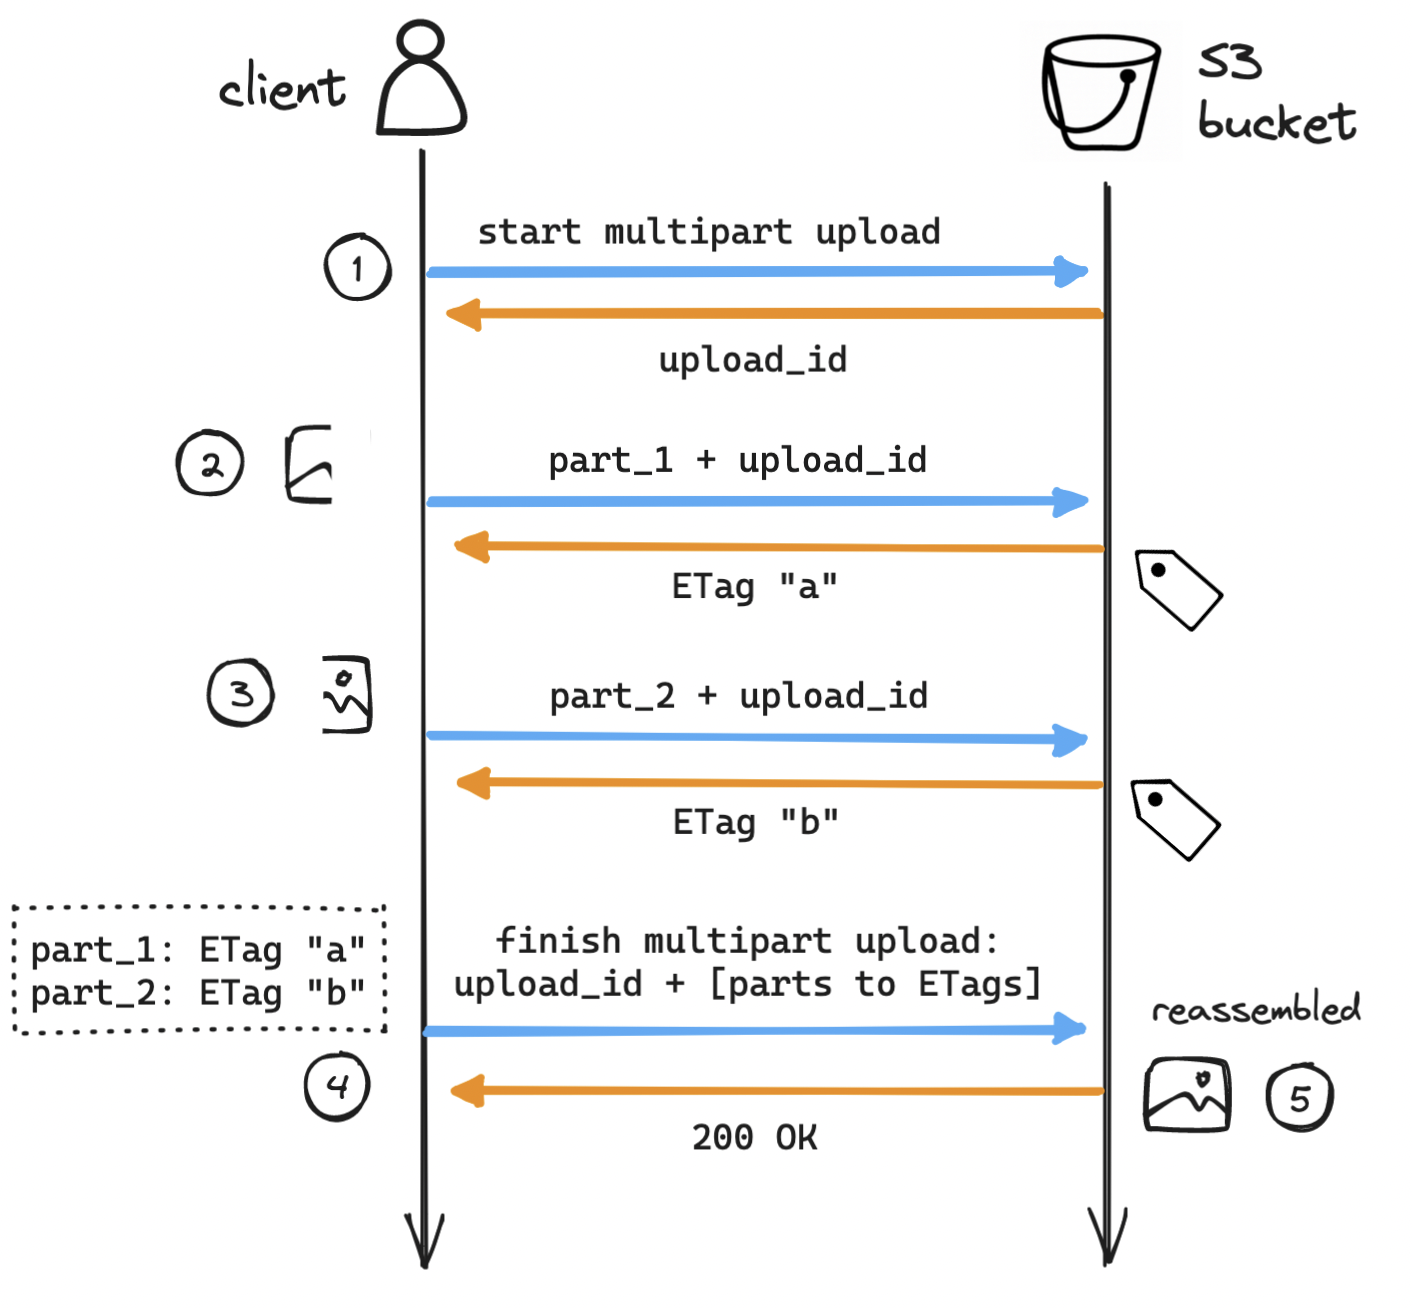 client
S3
bucket
1
start multipart upload
upload_id
2
part_1 + upload_id
ETag "a"
3
part_2 + upload_id
ETag "b"
part_1: ETag "a"
part_2: ETag "b"
finish multipart upload:
upload_id + [parts to ETags]
reassembled
4
5
200 OK